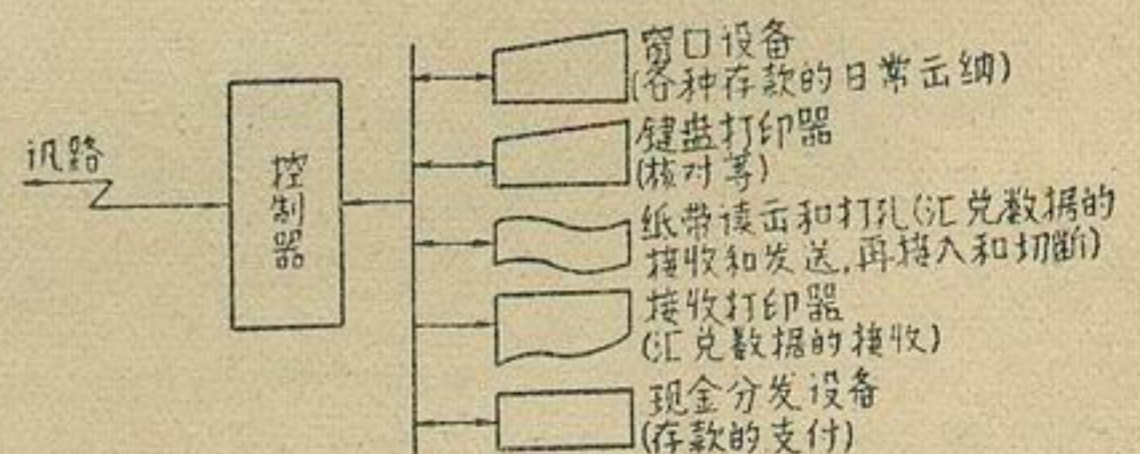 窗口设备
(各种存款的日常出纳)
讯路
控制器
键盘打印器
(核对等)
纸带读出和打孔(汇兑数据的
接收和发送,再接入和切断)
接收打印器
(汇兑数据的接收)
现金分发设备
(存款的支付)